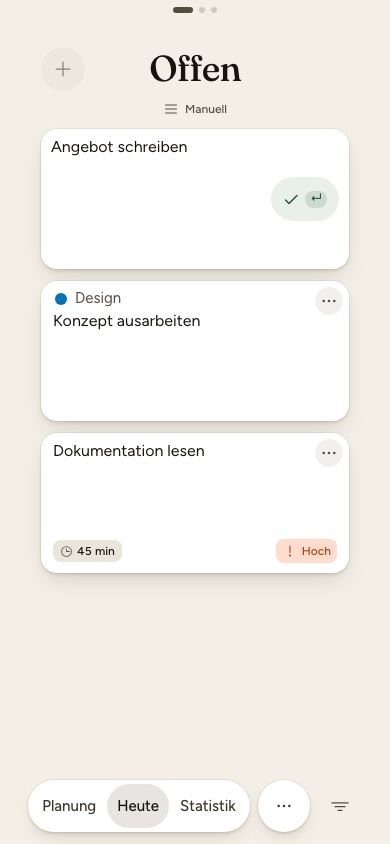 Offen
Manuell
Angebot schreiben
Design
Konzept ausarbeiten
Dokumentation lesen
45 min
! Hoch
Planung Heute Statistik